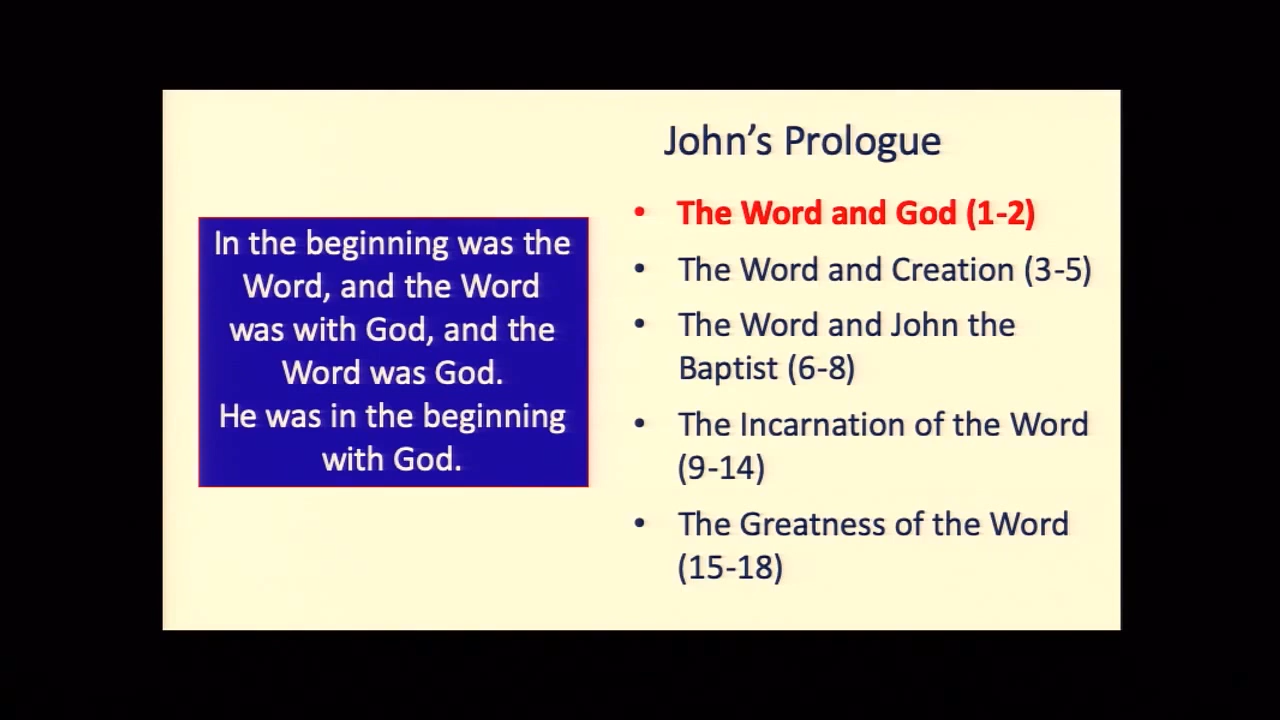 John’s Prologue
In the beginning was the
Word, and the Word
was with God, and the
Word was God.
He was in the beginning
with God.
• The Word and God (1-2)
• The Word and Creation (3-5)
• The Word and John the
Baptist (6-8)
• The Incarnation of the Word
(9-14)
• The Greatness of the Word
(15-18)